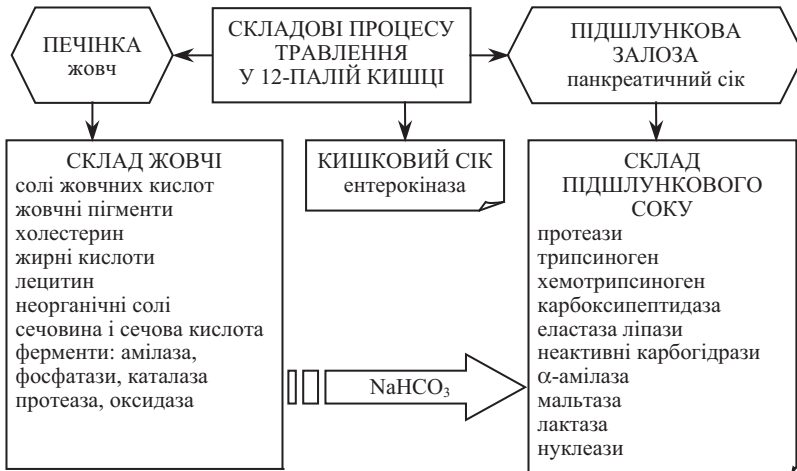 ПЕЧІНКА
жовч
СКЛАДОВІ ПРОЦЕСУ
ТРАВЛЕННЯ
У 12-ПАЛІЙ КИШЦІ
ПІДШЛУНКОВА
ЗАЛОЗА
панкреатичний сік
СКЛАД ЖОВЧІ
солі жовчних кислот
жовчні пігменти
холестерин
жирні кислоти
лецитин
неорганічні солі
сечовина і сечова кислота
ферменти: амілаза,
фосфатази, каталаза
протеаза, оксидаза
КИШКОВИЙ СІК
ентерокіназа
NaHCO₃
СКЛАД
ПІДШЛУНКОВОГО
СОКУ
протеази
трипсиноген
хемотрипсиноген
карбоксипептидаза
еластаза ліпази
неактивні карбогідрази
α-амілаза
мальтаза
лактаза
нуклеази